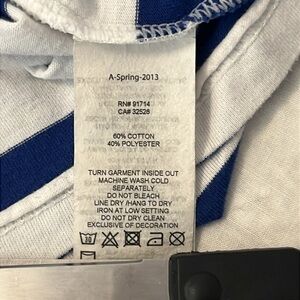 A-Spring-2013
RN# 91714
CA# 32528
60% COTTON
40% POLYESTER
TURN GARMENT INSIDE OUT
MACHINE WASH COLD
SEPARATELY
DO NOT BLEACH
LINE DRY /HANG TO DRY
IRON AT LOW SETTING
DO NOT DRY CLEAN
EXCLUSIVE OF DECORATION